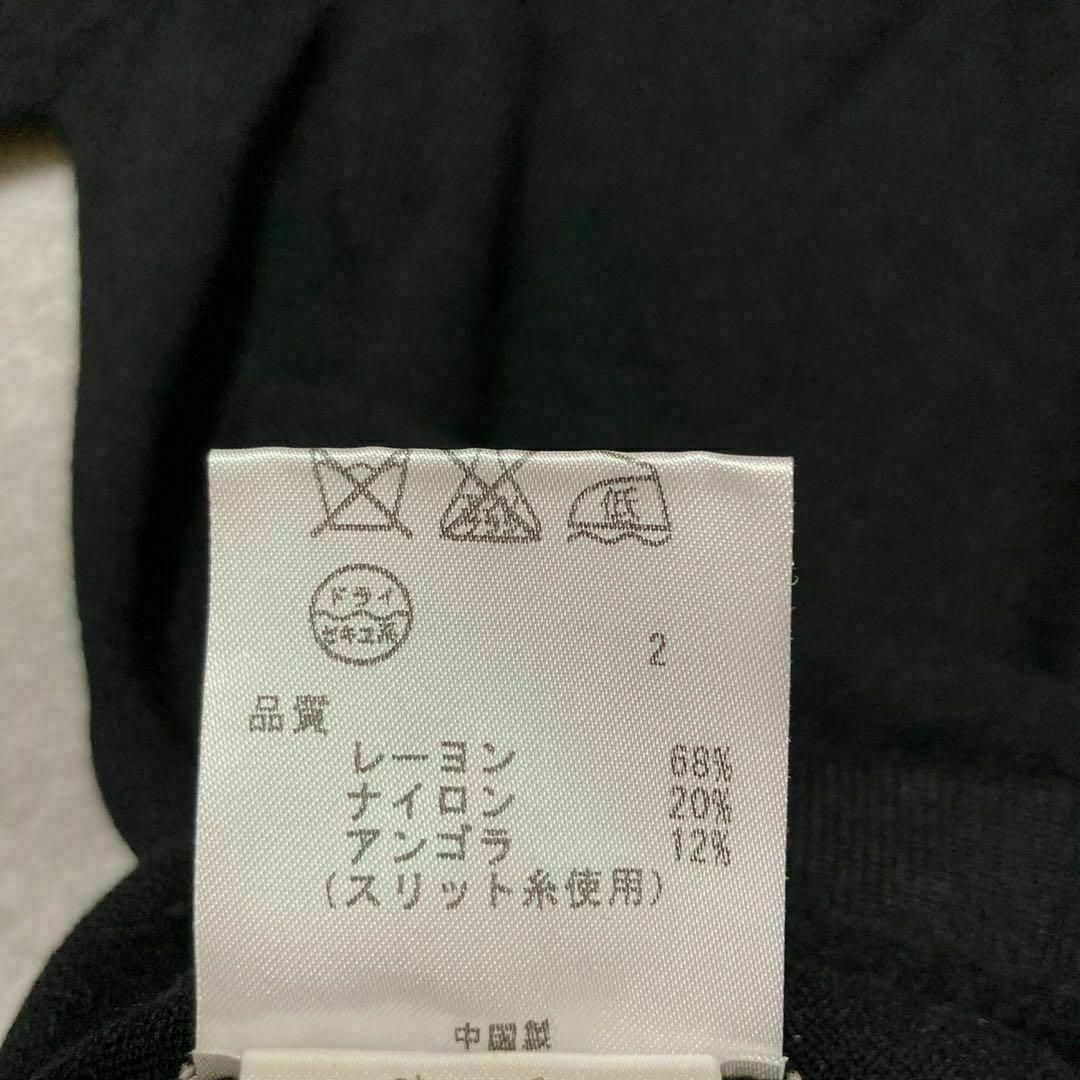 低
ドライ
セキユ系
2
品質
レーヨン 68%
ナイロン 20%
アンゴラ 12%
(スリット糸使用)
中国製